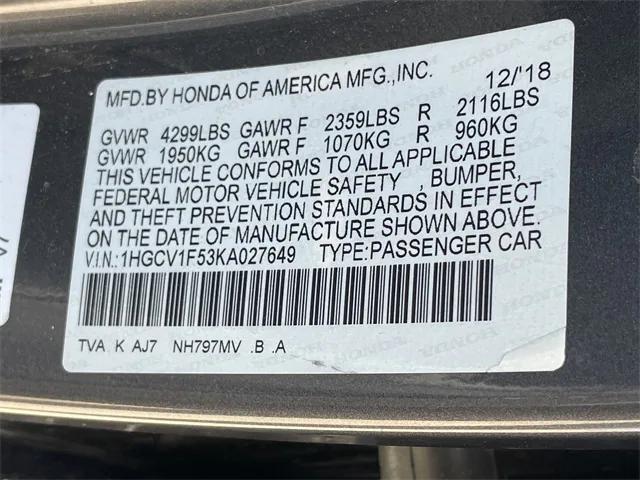 MFD.BY HONDA OF AMERICA MFG.,INC. 12/'18
GVWR 4299LBS GAWR F 2359LBS R 2116LBS
GVWR 1950KG GAWR F 1070KG R 960KG
THIS VEHICLE CONFORMS TO ALL APPLICABLE
FEDERAL MOTOR VEHICLE SAFETY , BUMPER,
AND THEFT PREVENTION STANDARDS IN EFFECT
ON THE DATE OF MANUFACTURE SHOWN ABOVE.
V.I.N.:1HGCV1F53KA027649 TYPE:PASSENGER CAR
TVA K AJ7 NH797MV .B .A